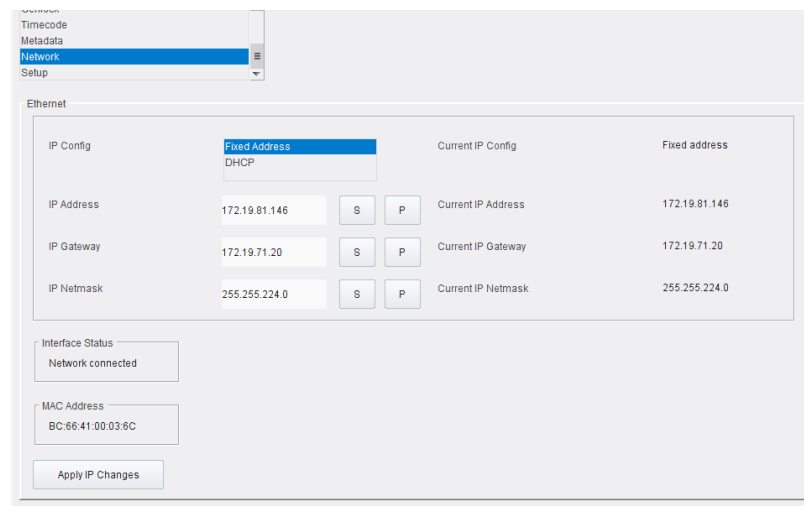 Timecode
Metadata
Network
Setup
Ethernet
IP Config
Fixed Address
DHCP
Current IP Config
Fixed address
IP Address
172.19.81.146
S
P
Current IP Address
172.19.81.146
IP Gateway
172.19.71.20
S
P
Current IP Gateway
172.19.71.20
IP Netmask
255.255.224.0
S
P
Current IP Netmask
255.255.224.0
Interface Status
Network connected
MAC Address
BC:66:41:00:03:6C
Apply IP Changes